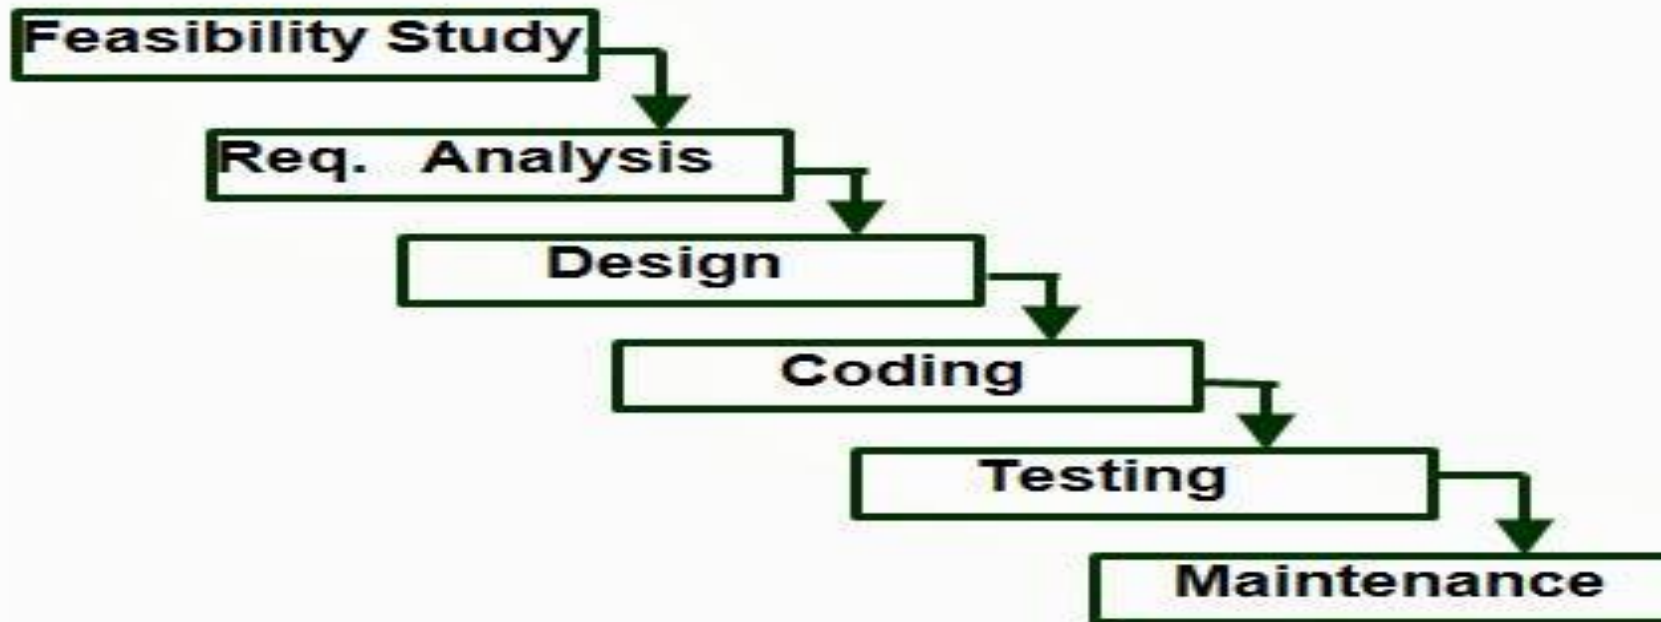 Feasibility Study
Req. Analysis
Design
Coding
Testing
Maintenance